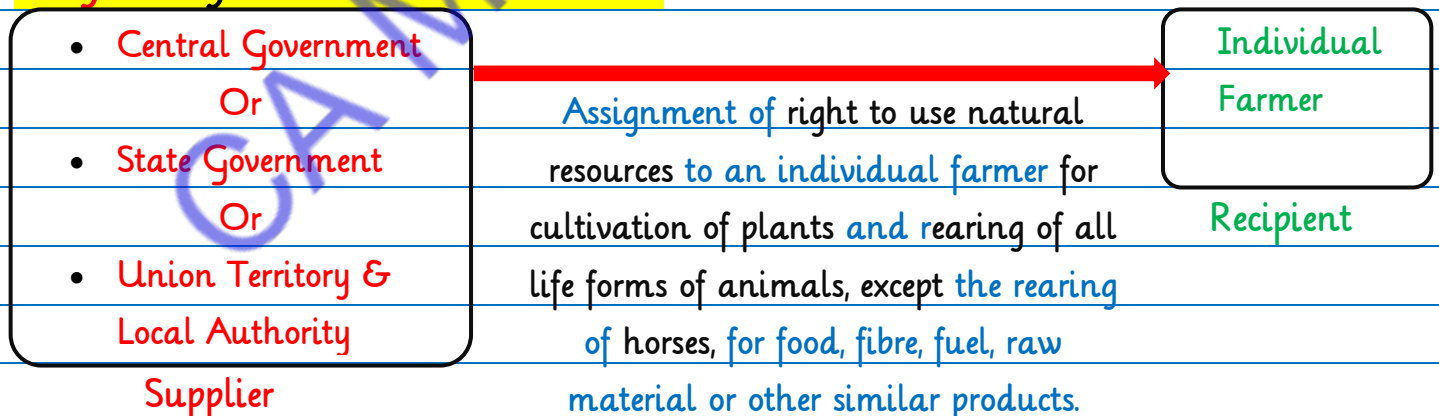 • Central Government
Or
• State Government
Or
• Union Territory &
Local Authority
Supplier
Assignment of right to use natural
resources to an individual farmer for
cultivation of plants and rearing of all
life forms of animals, except the rearing
of horses, for food, fibre, fuel, raw
material or other similar products.
Individual
Farmer
Recipient
CA